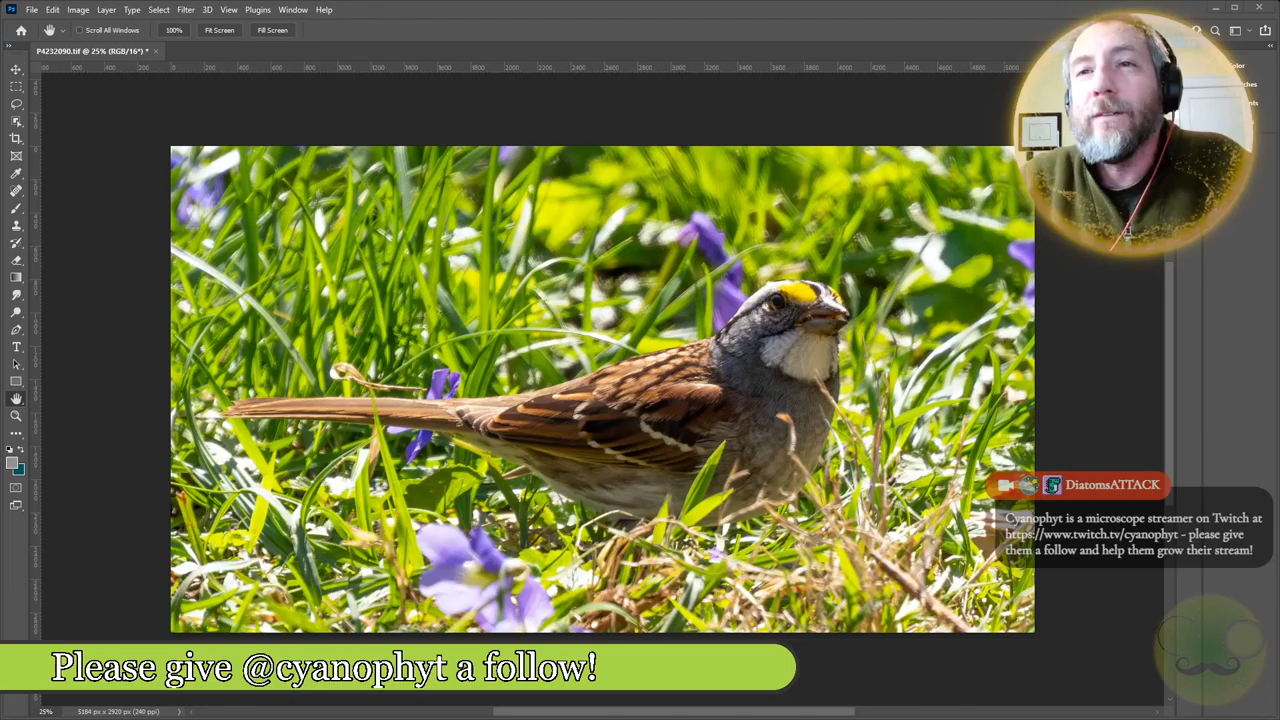 File Edit Image Layer Type Select Filter 3D View Plugins Window Help
Scroll All Windows 100% Fit Screen Fill Screen
P4232090.tif @ 25% (RGB/16*) *
DiatomsATTACK
Cyanophyt is a microscope streamer on Twitch at
https://www.twitch.tv/cyanophyt - please give
them a follow and help them grow their stream!
Please give @cyanophyt a follow!
25% 5184 px x 2920 px (240 ppi)